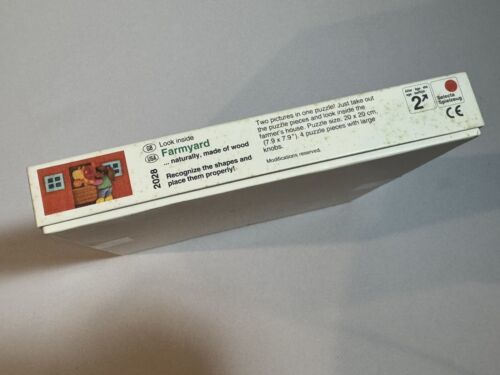 GB
USA
Look inside
Farmyard
... naturally, made of wood
2028
Recognize the shapes and
place them properly!
Two pictures in one puzzle! Just take out
the puzzle pieces and look inside the
farmer's house. Puzzle size: 20 x 20 cm,
(7.9 x 7.9"). 4 puzzle pieces with large
knobs.
Modifications reserved.
2
Selecta
Spielzeug
CE